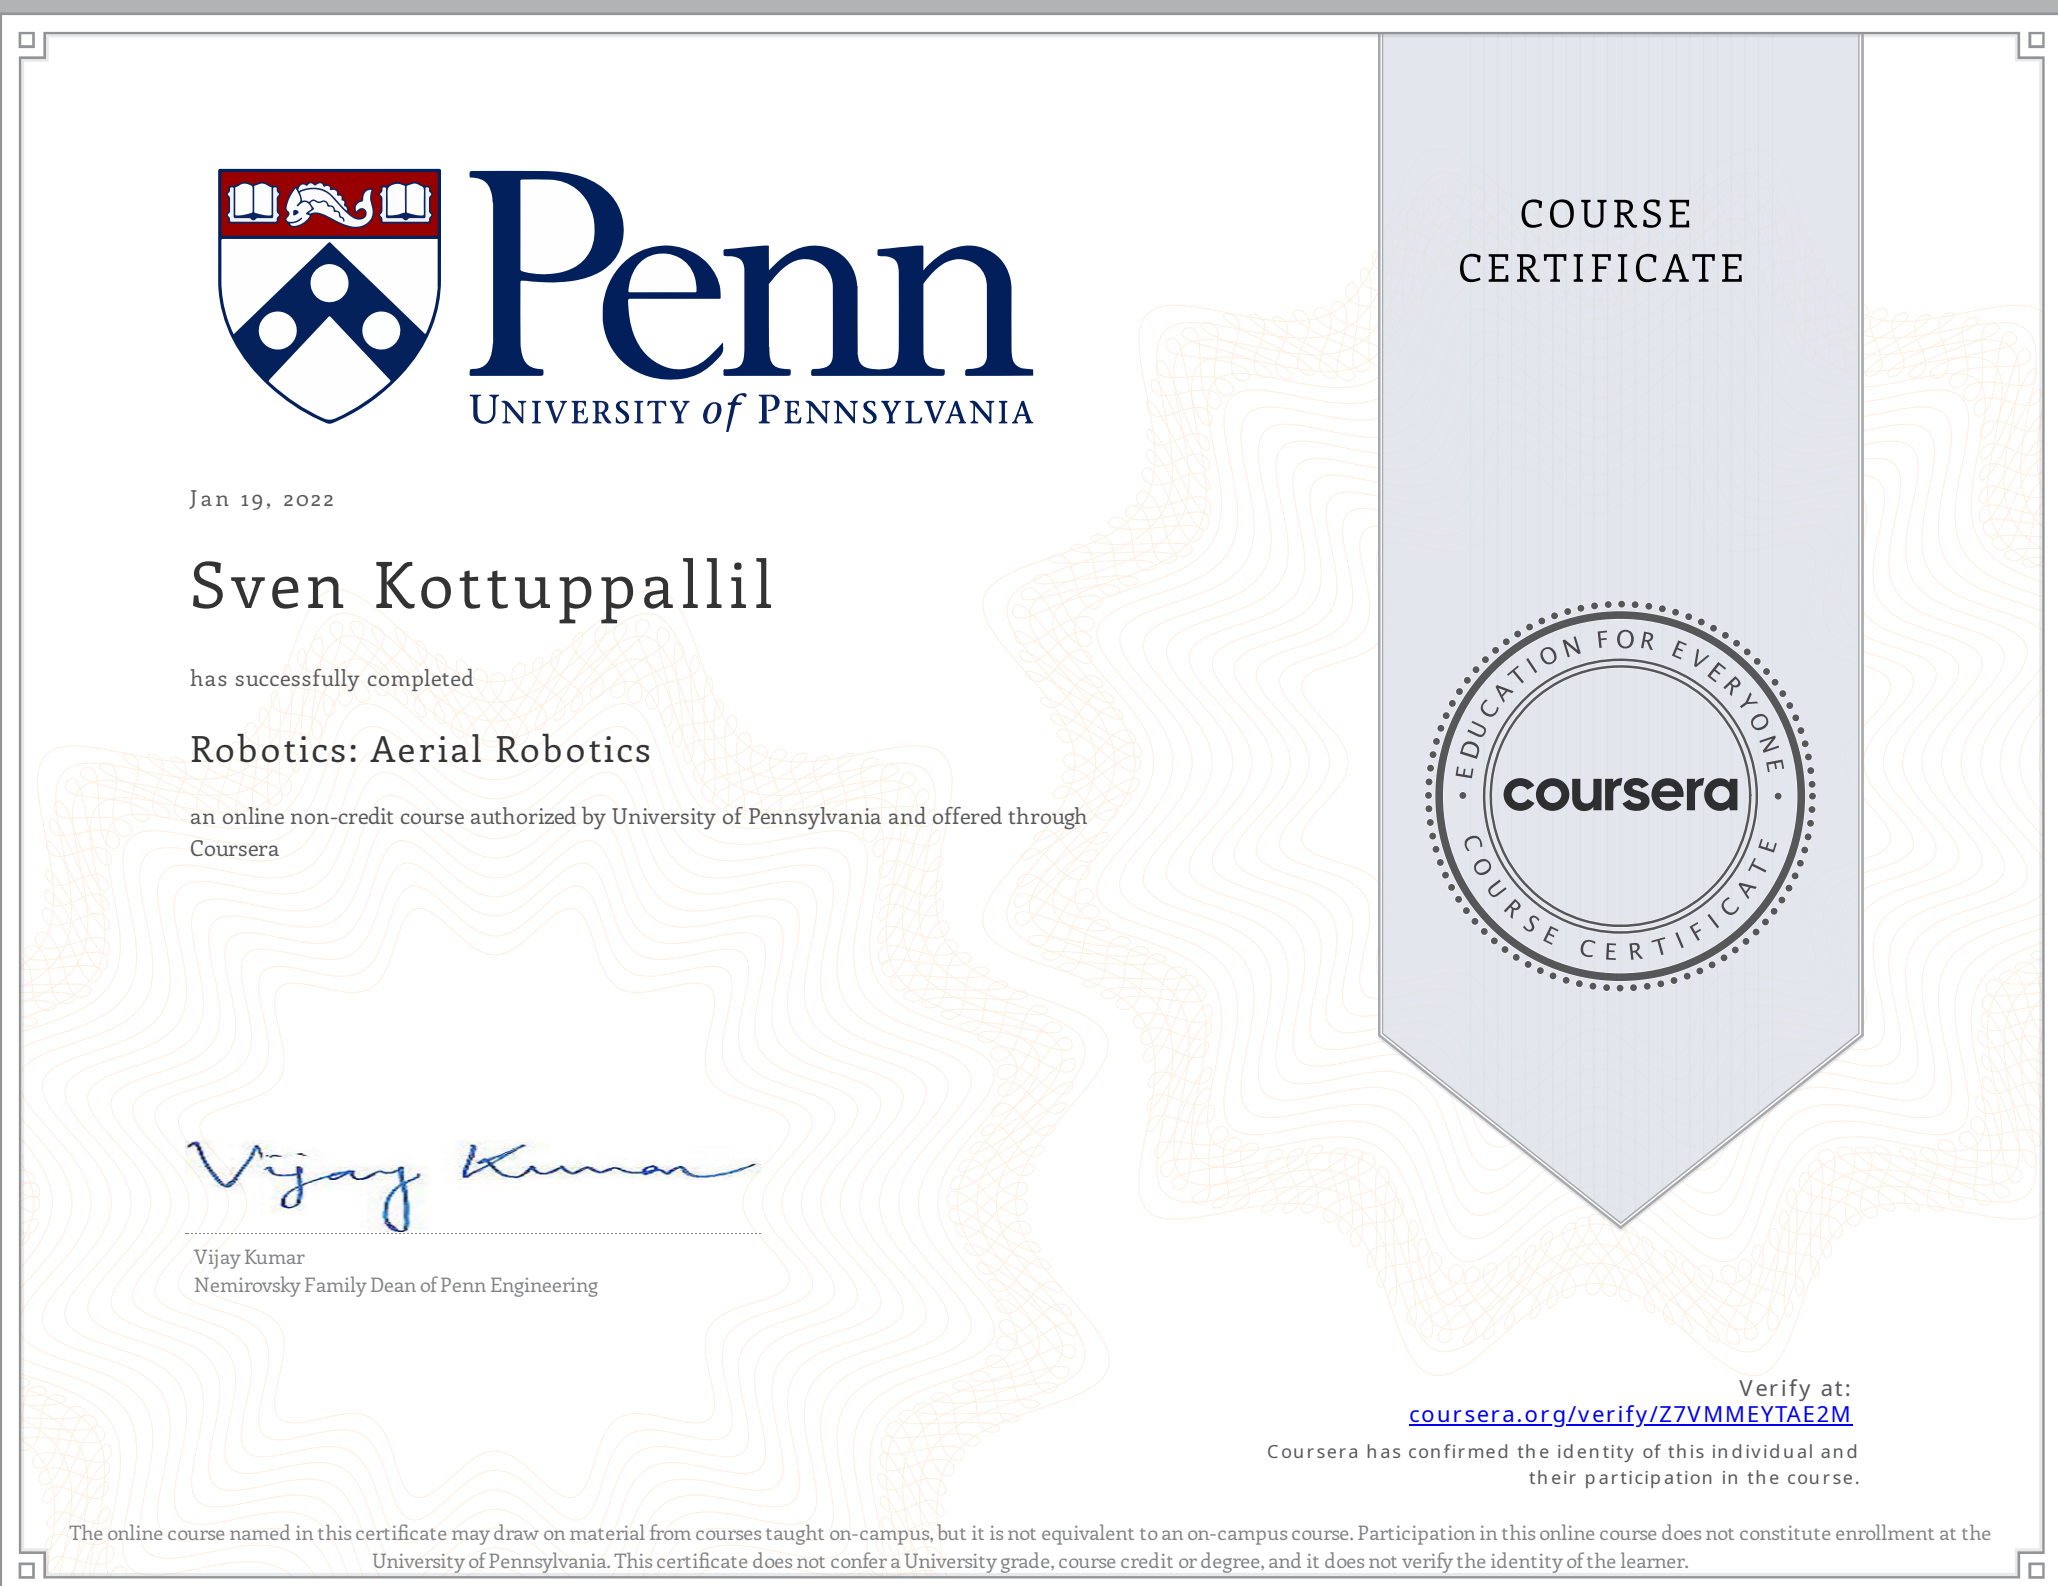 Penn
UNIVERSITY of PENNSYLVANIA
COURSE
CERTIFICATE
Jan 19, 2022
Sven Kottuppallil
has successfully completed
Robotics: Aerial Robotics
an online non-credit course authorized by University of Pennsylvania and offered through
Coursera
EDUCATION FOR EVERYONE
coursera
COURSE CERTIFICATE
Vijay Kumar
Vijay Kumar
Nemirovsky Family Dean of Penn Engineering
Verify at:
coursera.org/verify/Z7VMMEYTAE2M
Coursera has confirmed the identity of this individual and
their participation in the course.
The online course named in this certificate may draw on material from courses taught on-campus, but it is not equivalent to an on-campus course. Participation in this online course does not constitute enrollment at the
University of Pennsylvania. This certificate does not confer a University grade, course credit or degree, and it does not verify the identity of the learner.